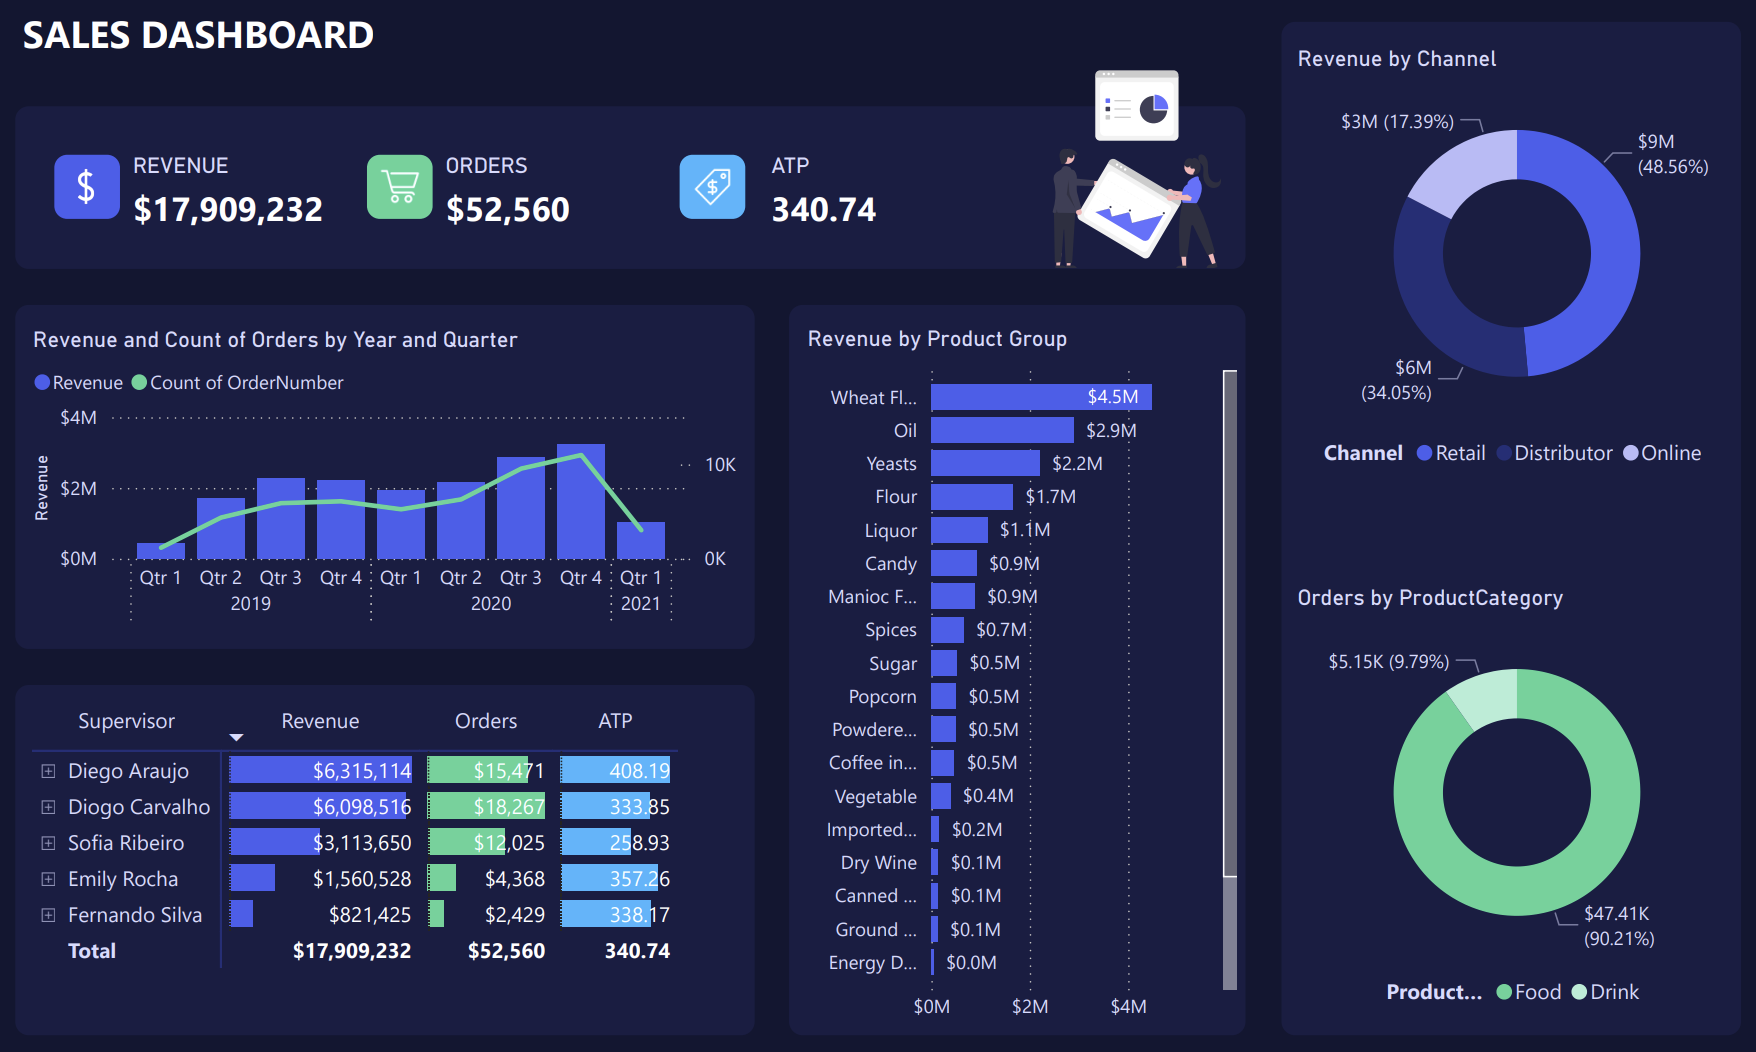 SALES DASHBOARD
$
REVENUE
$17,909,232
ORDERS
$52,560
$
ATP
340.74
Revenue and Count of Orders by Year and Quarter
Revenue Count of OrderNumber
Revenue
$4M
$2M
$0M
10K
0K
Qtr 1 Qtr 2 Qtr 3 Qtr 4 Qtr 1 Qtr 2 Qtr 3 Qtr 4 Qtr 1
2019 2020 2021
Supervisor Revenue Orders ATP
Diego Araujo $6,315,114 $15,471 408.19
Diogo Carvalho $6,098,516 $18,267 333.85
Sofia Ribeiro $3,113,650 $12,025 258.93
Emily Rocha $1,560,528 $4,368 357.26
Fernando Silva $821,425 $2,429 338.17
Total $17,909,232 $52,560 340.74
Revenue by Product Group
Wheat Fl... $4.5M
Oil $2.9M
Yeasts $2.2M
Flour $1.7M
Liquor $1.1M
Candy $0.9M
Manioc F... $0.9M
Spices $0.7M
Sugar $0.5M
Popcorn $0.5M
Powdere... $0.5M
Coffee in... $0.5M
Vegetable $0.4M
Imported... $0.2M
Dry Wine $0.1M
Canned ... $0.1M
Ground ... $0.1M
Energy D... $0.0M
$0M $2M $4M
Revenue by Channel
$3M (17.39%)
$9M
(48.56%)
$6M
(34.05%)
Channel Retail Distributor Online
Orders by ProductCategory
$5.15K (9.79%)
$47.41K
(90.21%)
Product... Food Drink